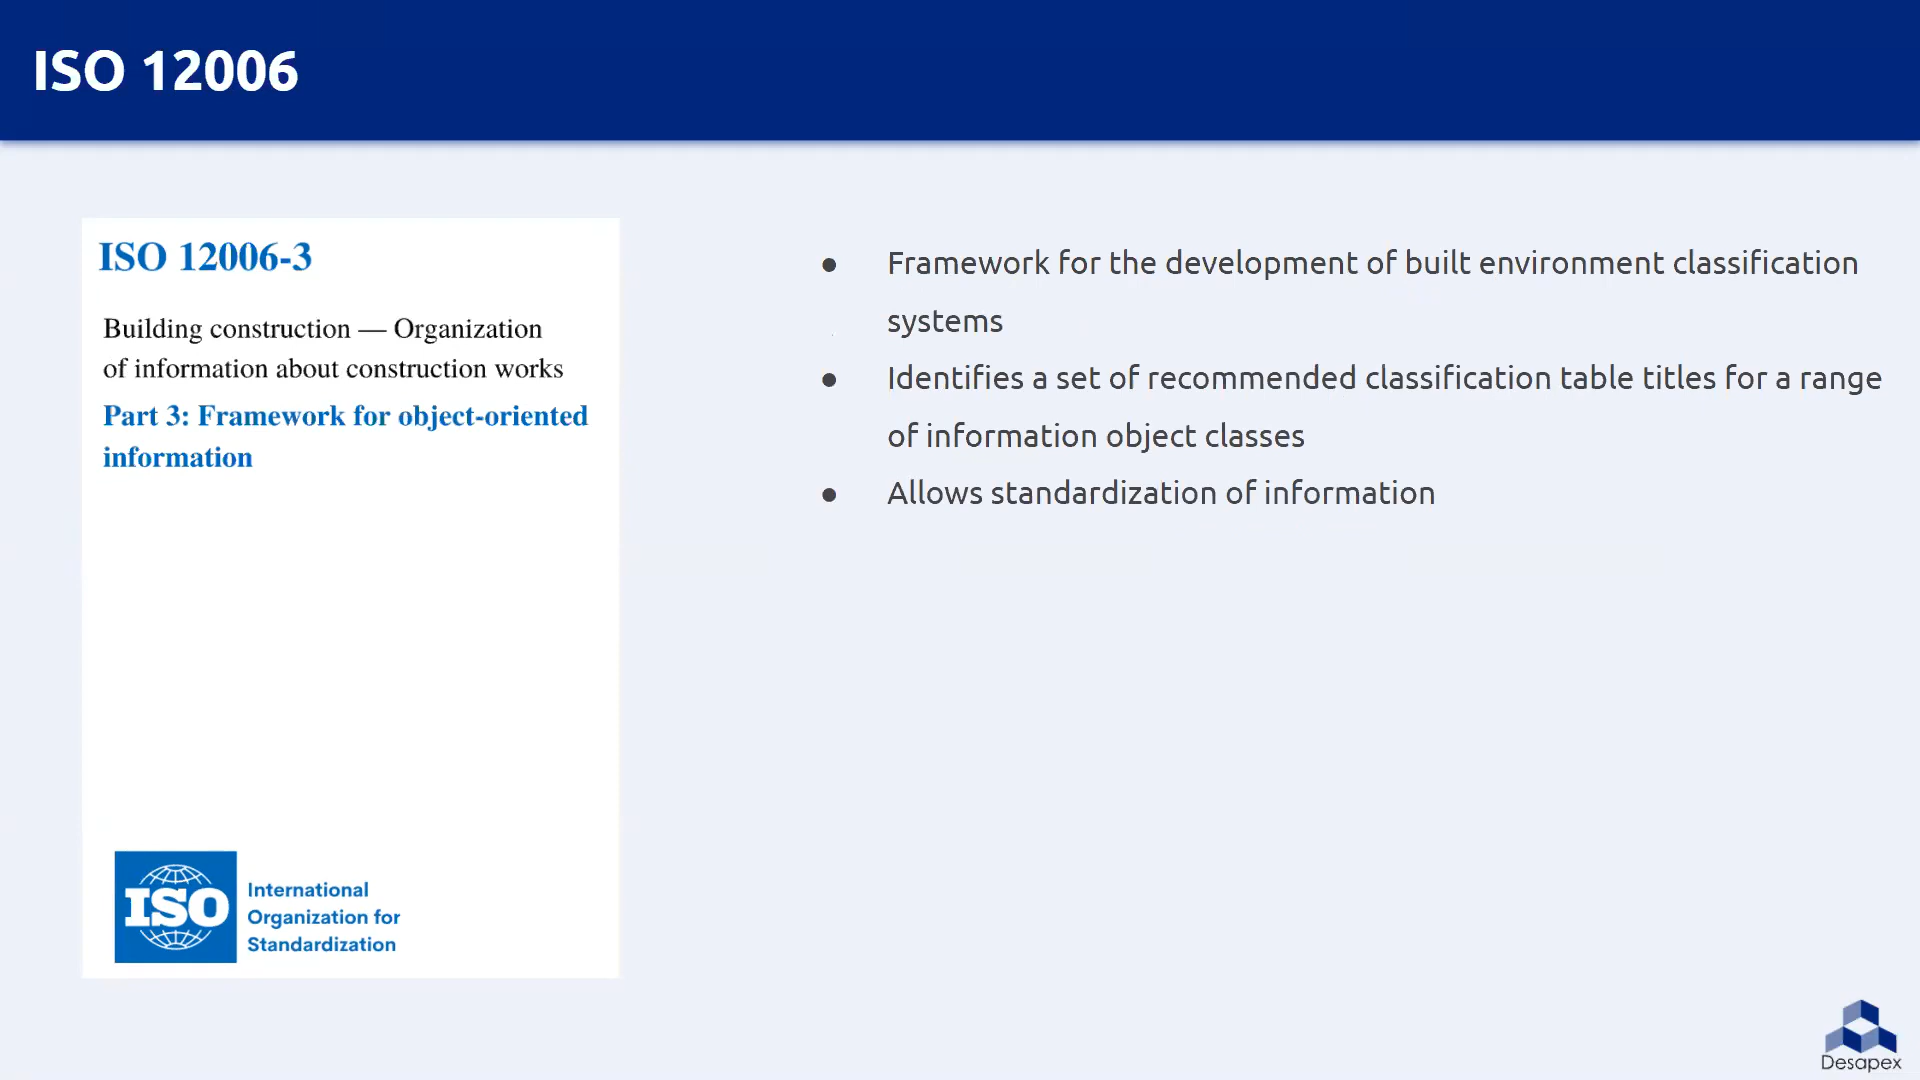 ISO 12006
ISO 12006-3
Building construction — Organization
of information about construction works
Part 3: Framework for object-oriented
information
ISO
International
Organization for
Standardization
● Framework for the development of built environment classification
systems
● Identifies a set of recommended classification table titles for a range
of information object classes
● Allows standardization of information
Desapex